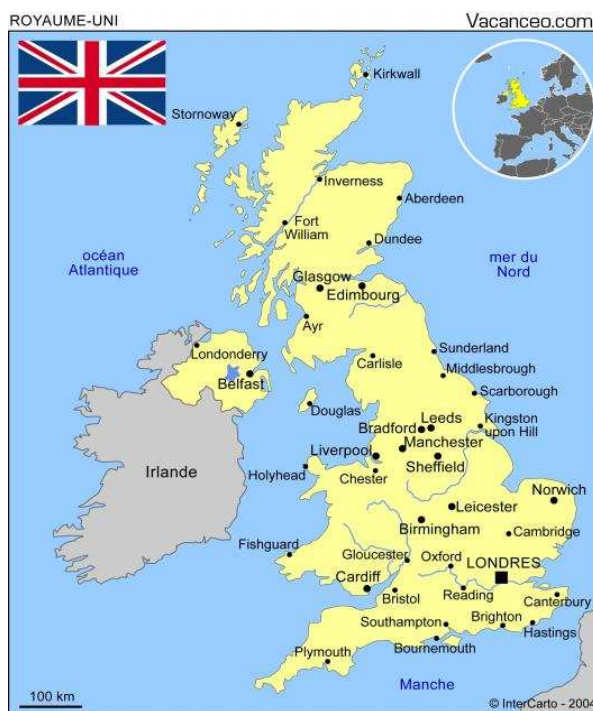 ROYAUME-UNI
Vacanceo.com
Kirkwall
Stornoway
Inverness
Aberdeen
Fort
William
Dundee
océan
Atlantique
mer du
Nord
Glasgow
Edimbourg
Ayr
Londonderry
Belfast
Carlisle
Sunderland
Middlesbrough
Scarborough
Douglas
Leeds
Bradford
Kingston
upon Hill
Manchester
Liverpool
Sheffield
Irlande
Holyhead
Chester
Norwich
Leicester
Birmingham
Cambridge
Fishguard
Gloucester
Oxford
LONDRES
Cardiff
Bristol
Reading
Canterbury
Southampton
Brighton
Hastings
Bournemouth
Plymouth
Manche
100 km
© InterCarto - 2004